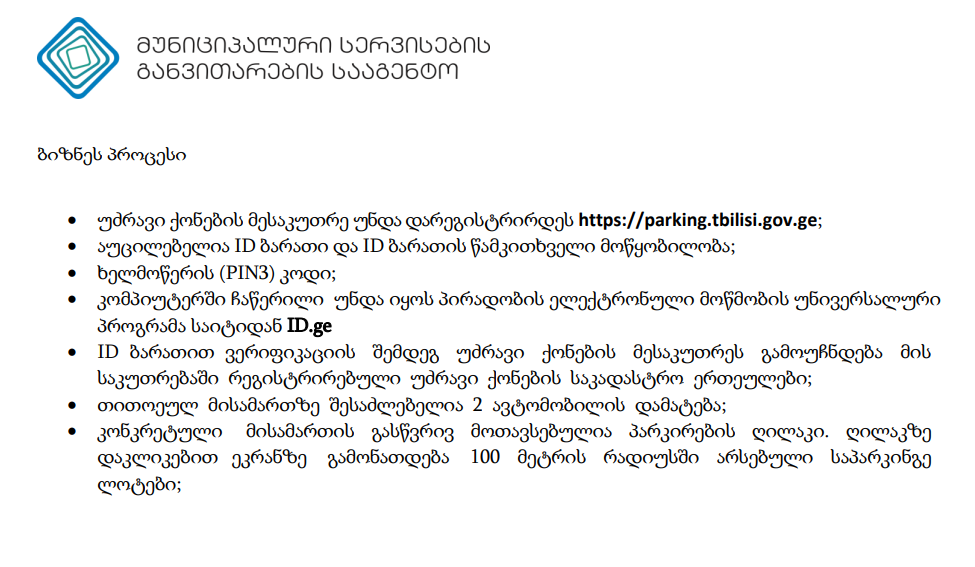 მუნიციპალური სერვისების
განვითარების სააგენტო
ბიზნეს პროცესი
• უძრავი ქონების მესაკუთრე უნდა დარეგისტრირდეს https://parking.tbilisi.gov.ge;
• აუცილებელია ID ბარათი და ID ბარათის წამკითხველი მოწყობილობა;
• ხელმოწერის (PIN3) კოდი;
• კომპიუტერში ჩაწერილი უნდა იყოს პირადობის ელექტრონული მოწმობის უნივერსალური
პროგრამა საიტიდან ID.ge
• ID ბარათით ვერიფიკაციის შემდეგ უძრავი ქონების მესაკუთრეს გამოუჩნდება მის
საკუთრებაში რეგისტრირებული უძრავი ქონების საკადასტრო ერთეულები;
• თითოეულ მისამართზე შესაძლებელია 2 ავტომობილის დამატება;
• კონკრეტული მისამართის გასწვრივ მოთავსებულია პარკირების ღილაკი. ღილაკზე
დაკლიკებით ეკრანზე გამონათდება 100 მეტრის რადიუსში არსებული საპარკინგე
ლოტები;